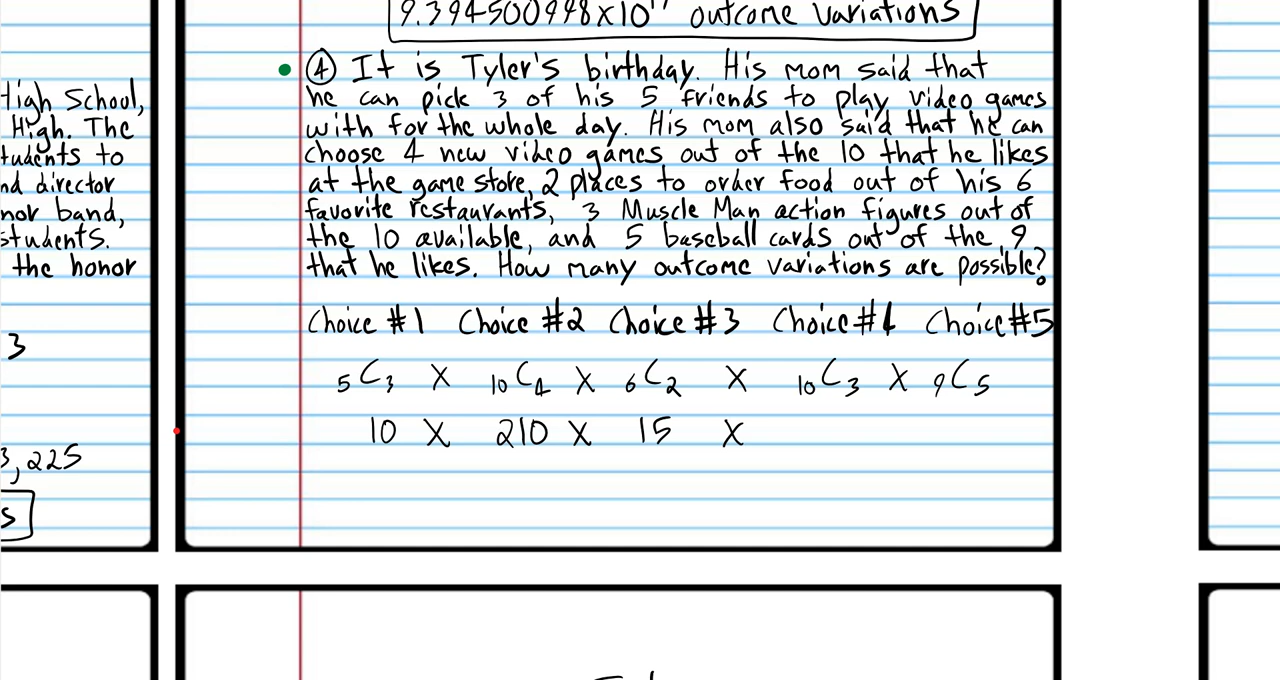 9.394500998x10 outcome variations
④ It is Tyler's birthday. His mom said that
he can pick 3 of his 5 friends to play video games
with for the whole day. His mom also said that he can
choose 4 new video games out of the 10 that he likes
at the game store, 2 places to order food out of his 6
favorite restaurants, 3 Muscle Man action figures out of
the 10 available, and 5 baseball cards out of the 9
that he likes. How many outcome variations are possible?
Choice #1 Choice #2 Choice #3 Choice #4 Choice #5
5C3 X 10C4 X 6C2 X 10C3 X 9C5
10 X 210 X 15 X
High School,
High. The
tudents to
nd director
nor band,
students.
the honor
3
3,225
s